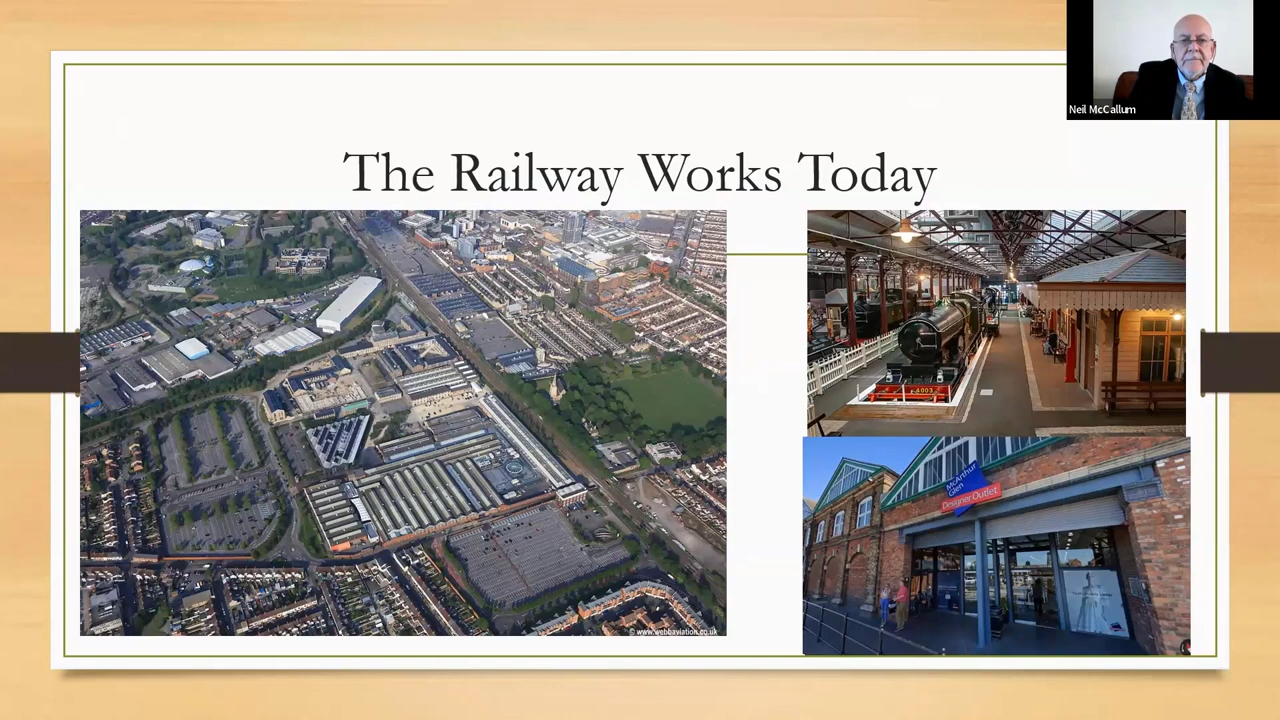 Neil McCallum
The Railway Works Today
4003
McArthur
Glen
Designer Outlet
© www.webbaviation.co.uk